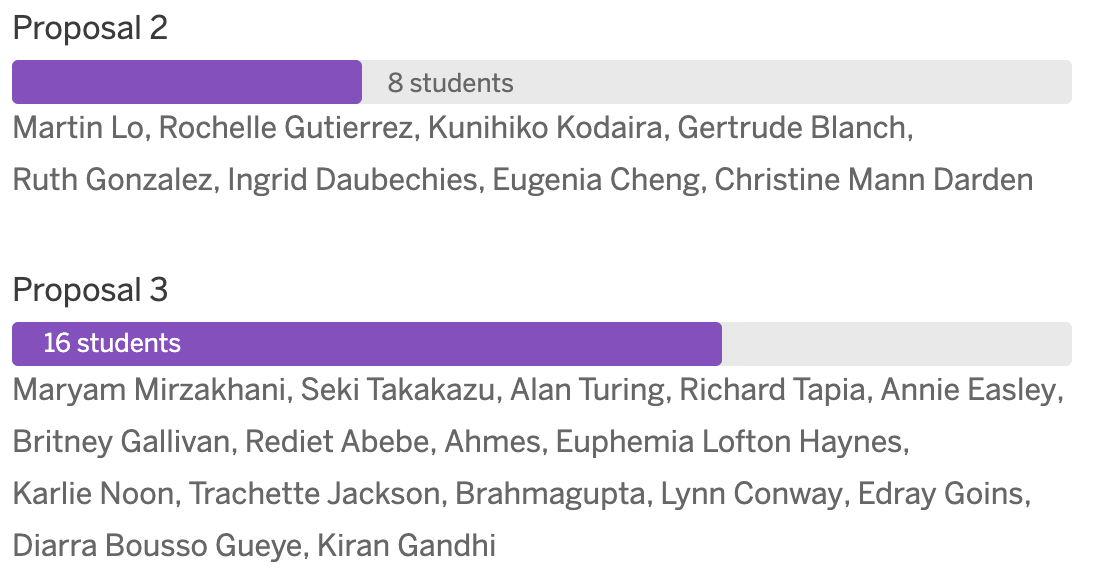 Proposal 2
8 students
Martin Lo, Rochelle Gutierrez, Kunihiko Kodaira, Gertrude Blanch,
Ruth Gonzalez, Ingrid Daubechies, Eugenia Cheng, Christine Mann Darden
Proposal 3
16 students
Maryam Mirzakhani, Seki Takakazu, Alan Turing, Richard Tapia, Annie Easley,
Britney Gallivan, Rediet Abebe, Ahmes, Euphemia Lofton Haynes,
Karlie Noon, Trachette Jackson, Brahmagupta, Lynn Conway, Edray Goins,
Diarra Bousso Gueye, Kiran Gandhi